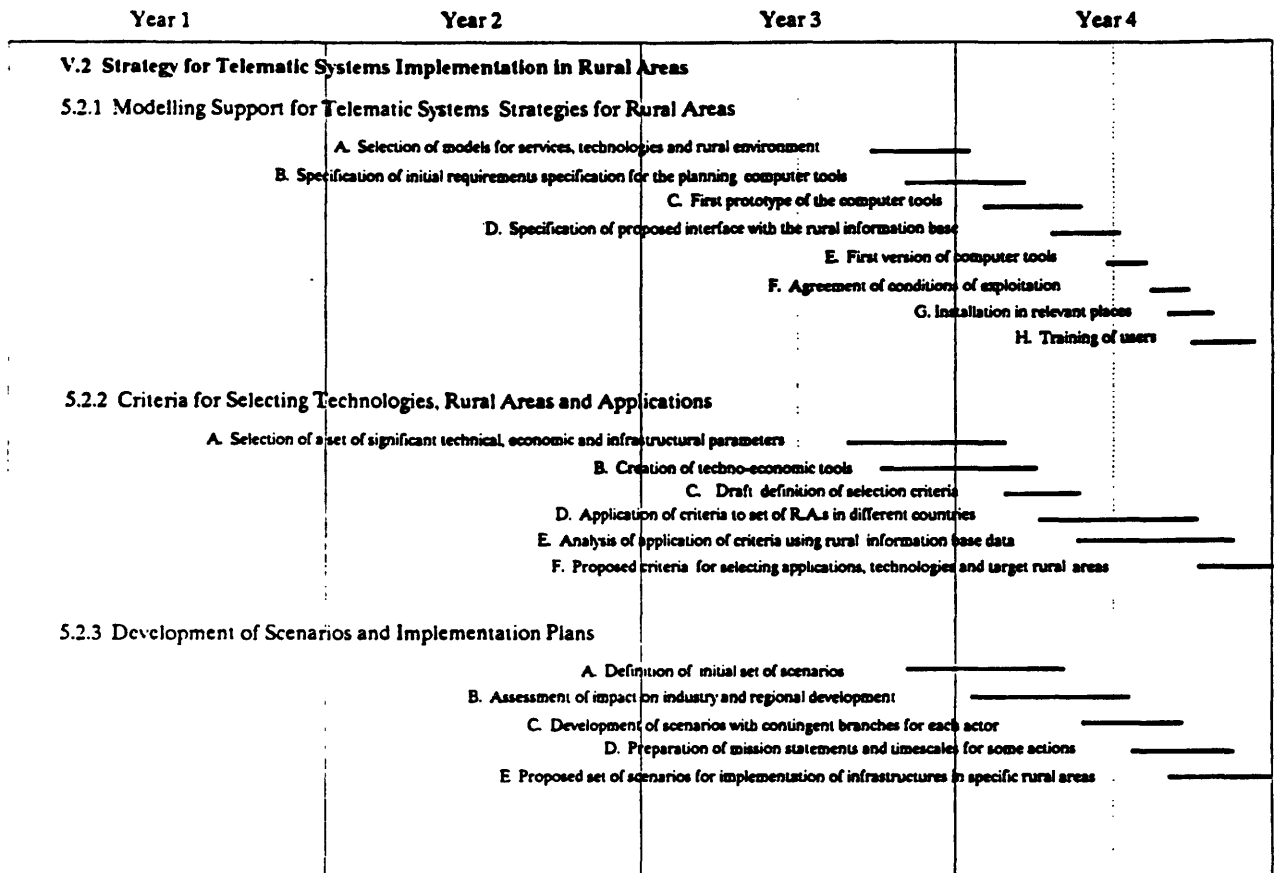 Year 1 Year 2 Year 3 Year 4
V.2 Strategy for Telematic Systems Implementation in Rural Areas
5.2.1 Modelling Support for Telematic Systems Strategies for Rural Areas
A. Selection of models for services, technologies and rural environment
B. Specification of initial requirements specification for the planning computer tools
C. First prototype of the computer tools
D. Specification of proposed interface with the rural information base
E. First version of computer tools
F. Agreement of conditions of exploitation
G. Installation in relevant places
H. Training of users
5.2.2 Criteria for Selecting Technologies, Rural Areas and Applications
A. Selection of a set of significant technical, economic and infrastructural parameters
B. Creation of techno-economic tools
C. Draft definition of selection criteria
D. Application of criteria to set of R.A.s in different countries
E. Analysis of application of criteria using rural information base data
F. Proposed criteria for selecting applications, technologies and target rural areas
5.2.3 Development of Scenarios and Implementation Plans
A. Definition of initial set of scenarios
B. Assessment of impact on industry and regional development
C. Development of scenarios with contingent branches for each actor
D. Preparation of mission statements and timescales for some actions
E Proposed set of scenarios for implementation of infrastructures in specific rural areas